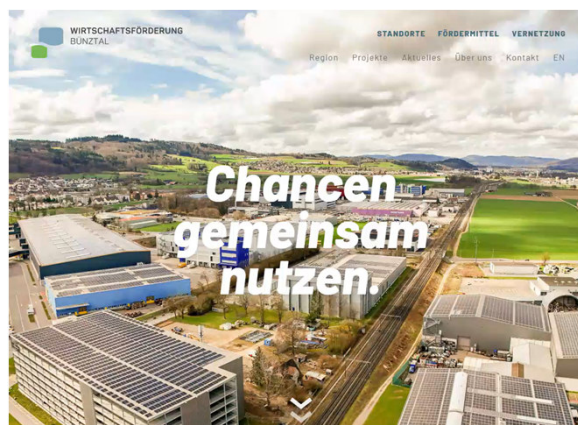 WIRTSCHAFTSFÖRDERUNG
BÜNZTAL
STANDORTE FÖRDERMITTEL VERNETZUNG
Region Projekte Aktuelles Über uns Kontakt EN
Chancen
gemeinsam
nutzen.